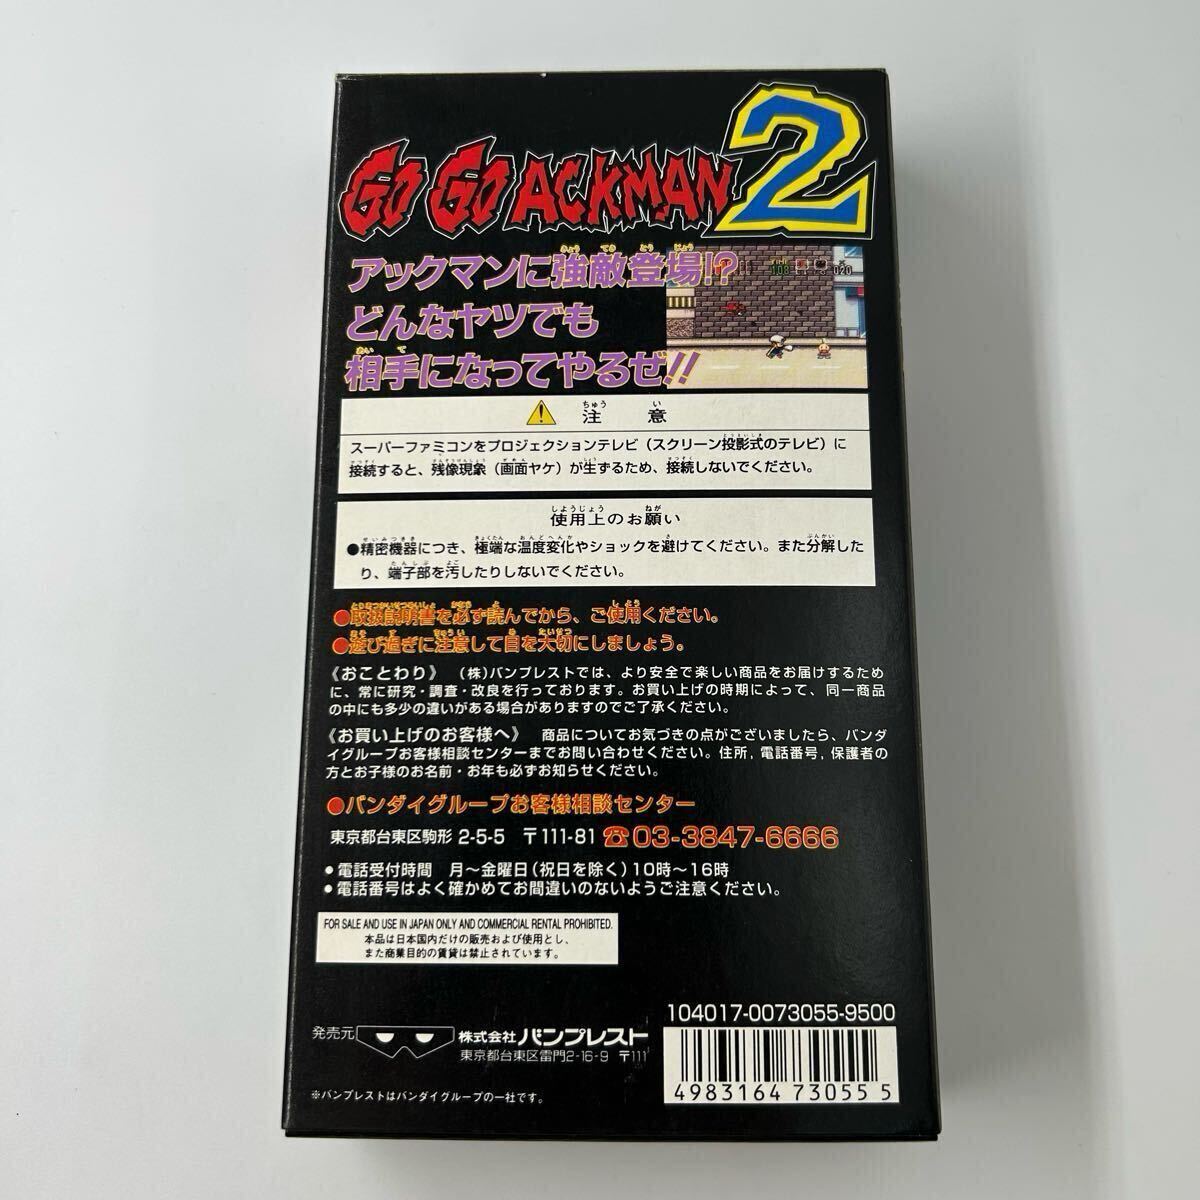 GO GO ACKMAN 2
アックマンに強敵登場!?
どんなヤツでも
相手になってやるぜ!!
注意
スーパーファミコンをプロジェクションテレビ（スクリーン投影式のテレビ）に
接続すると、残像現象（画面ヤケ）が生ずるため、接続しないでください。
使用上のお願い
●精密機器につき、極端な温度変化やショックを避けてください。また分解した
り、端子部を汚したりしないでください。
●取扱説明書を必ず読んでから、ご使用ください。
●遊び過ぎに注意して目を大切にしましょう。
《おことわり》 （株）バンプレストでは、より安全で楽しい商品をお届けするため
に、常に研究・調査・改良を行っております。お買い上げの時期によって、同一商品
の中にも多少の違いがある場合がありますのでご了承ください。
《お買い上げのお客様へ》 商品についてお気づきの点がございましたら、バン
ダイグループお客様相談センターまでお問い合わせください。住所，電話番号，保護者の
方とお子様のお名前・お年も必ずお知らせください。
●バンダイグループお客様相談センター
東京都台東区駒形 2-5-5 〒111-81 ☎03-3847-6666
●電話受付時間 月～金曜日（祝日を除く）10時～16時
●電話番号はよく確かめてお間違いのないようご注意ください。
FOR SALE AND USE IN JAPAN ONLY AND COMMERCIAL RENTAL PROHIBITED.
本品は日本国内だけの販売および使用とし、
また商業目的の賃貸は禁止されています。
104017-0073055-9500
発売元 株式会社 バンプレスト
東京都台東区雷門2-16-9 〒111
4983164 730555
※バンプレストはバンダイグループの一社です。